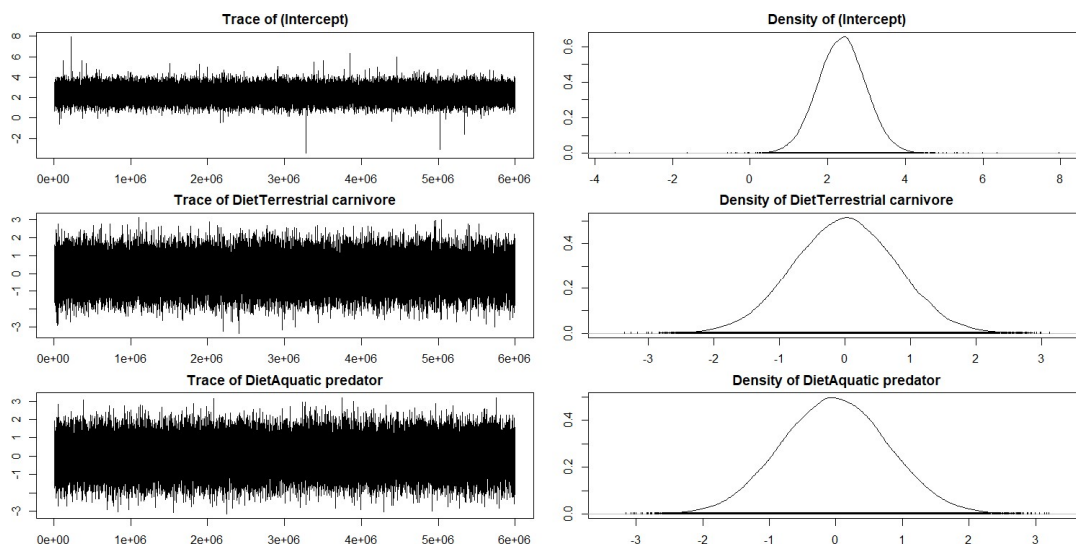 Trace of (Intercept)
8
6
4
2
0
-2
0e+00 1e+06 2e+06 3e+06 4e+06 5e+06 6e+06
Density of (Intercept)
0.6
0.4
0.2
0.0
-4 -2 0 2 4 6 8
Trace of DietTerrestrial carnivore
3
2
1
0
-1
-3
0e+00 1e+06 2e+06 3e+06 4e+06 5e+06 6e+06
Density of DietTerrestrial carnivore
0.4
0.2
0.0
-3 -2 -1 0 1 2 3
Trace of DietAquatic predator
3
2
1
0
-1
-3
0e+00 1e+06 2e+06 3e+06 4e+06 5e+06 6e+06
Density of DietAquatic predator
0.4
0.2
0.0
-3 -2 -1 0 1 2 3